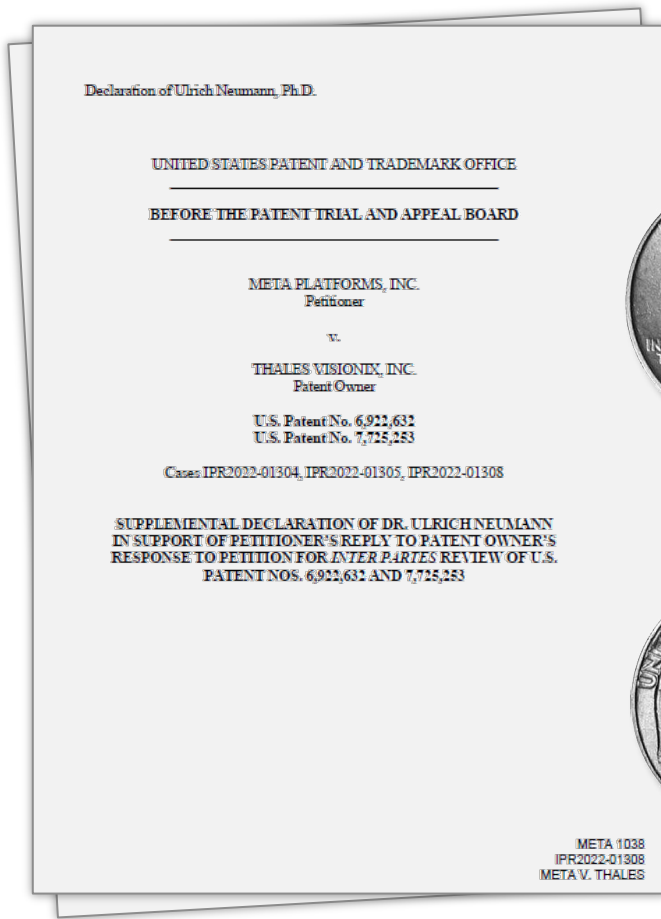 Declaration of Ulrich Neumann, Ph.D.
UNITED STATES PATENT AND TRADEMARK OFFICE
BEFORE THE PATENT TRIAL AND APPEAL BOARD
META PLATFORMS, INC.
Petitioner
v.
THALES VISIONIX, INC.
Patent Owner
U.S. Patent No. 6,922,632
U.S. Patent No. 7,725,253
Cases IPR2022-01304, IPR2022-01305, IPR2022-01308
SUPPLEMENTAL DECLARATION OF DR. ULRICH NEUMANN
IN SUPPORT OF PETITIONER'S REPLY TO PATENT OWNER'S
RESPONSE TO PETITION FOR INTER PARTES REVIEW OF U.S.
PATENT NOS. 6,922,632 AND 7,725,253
META 1038
IPR2022-01308
META V. THALES